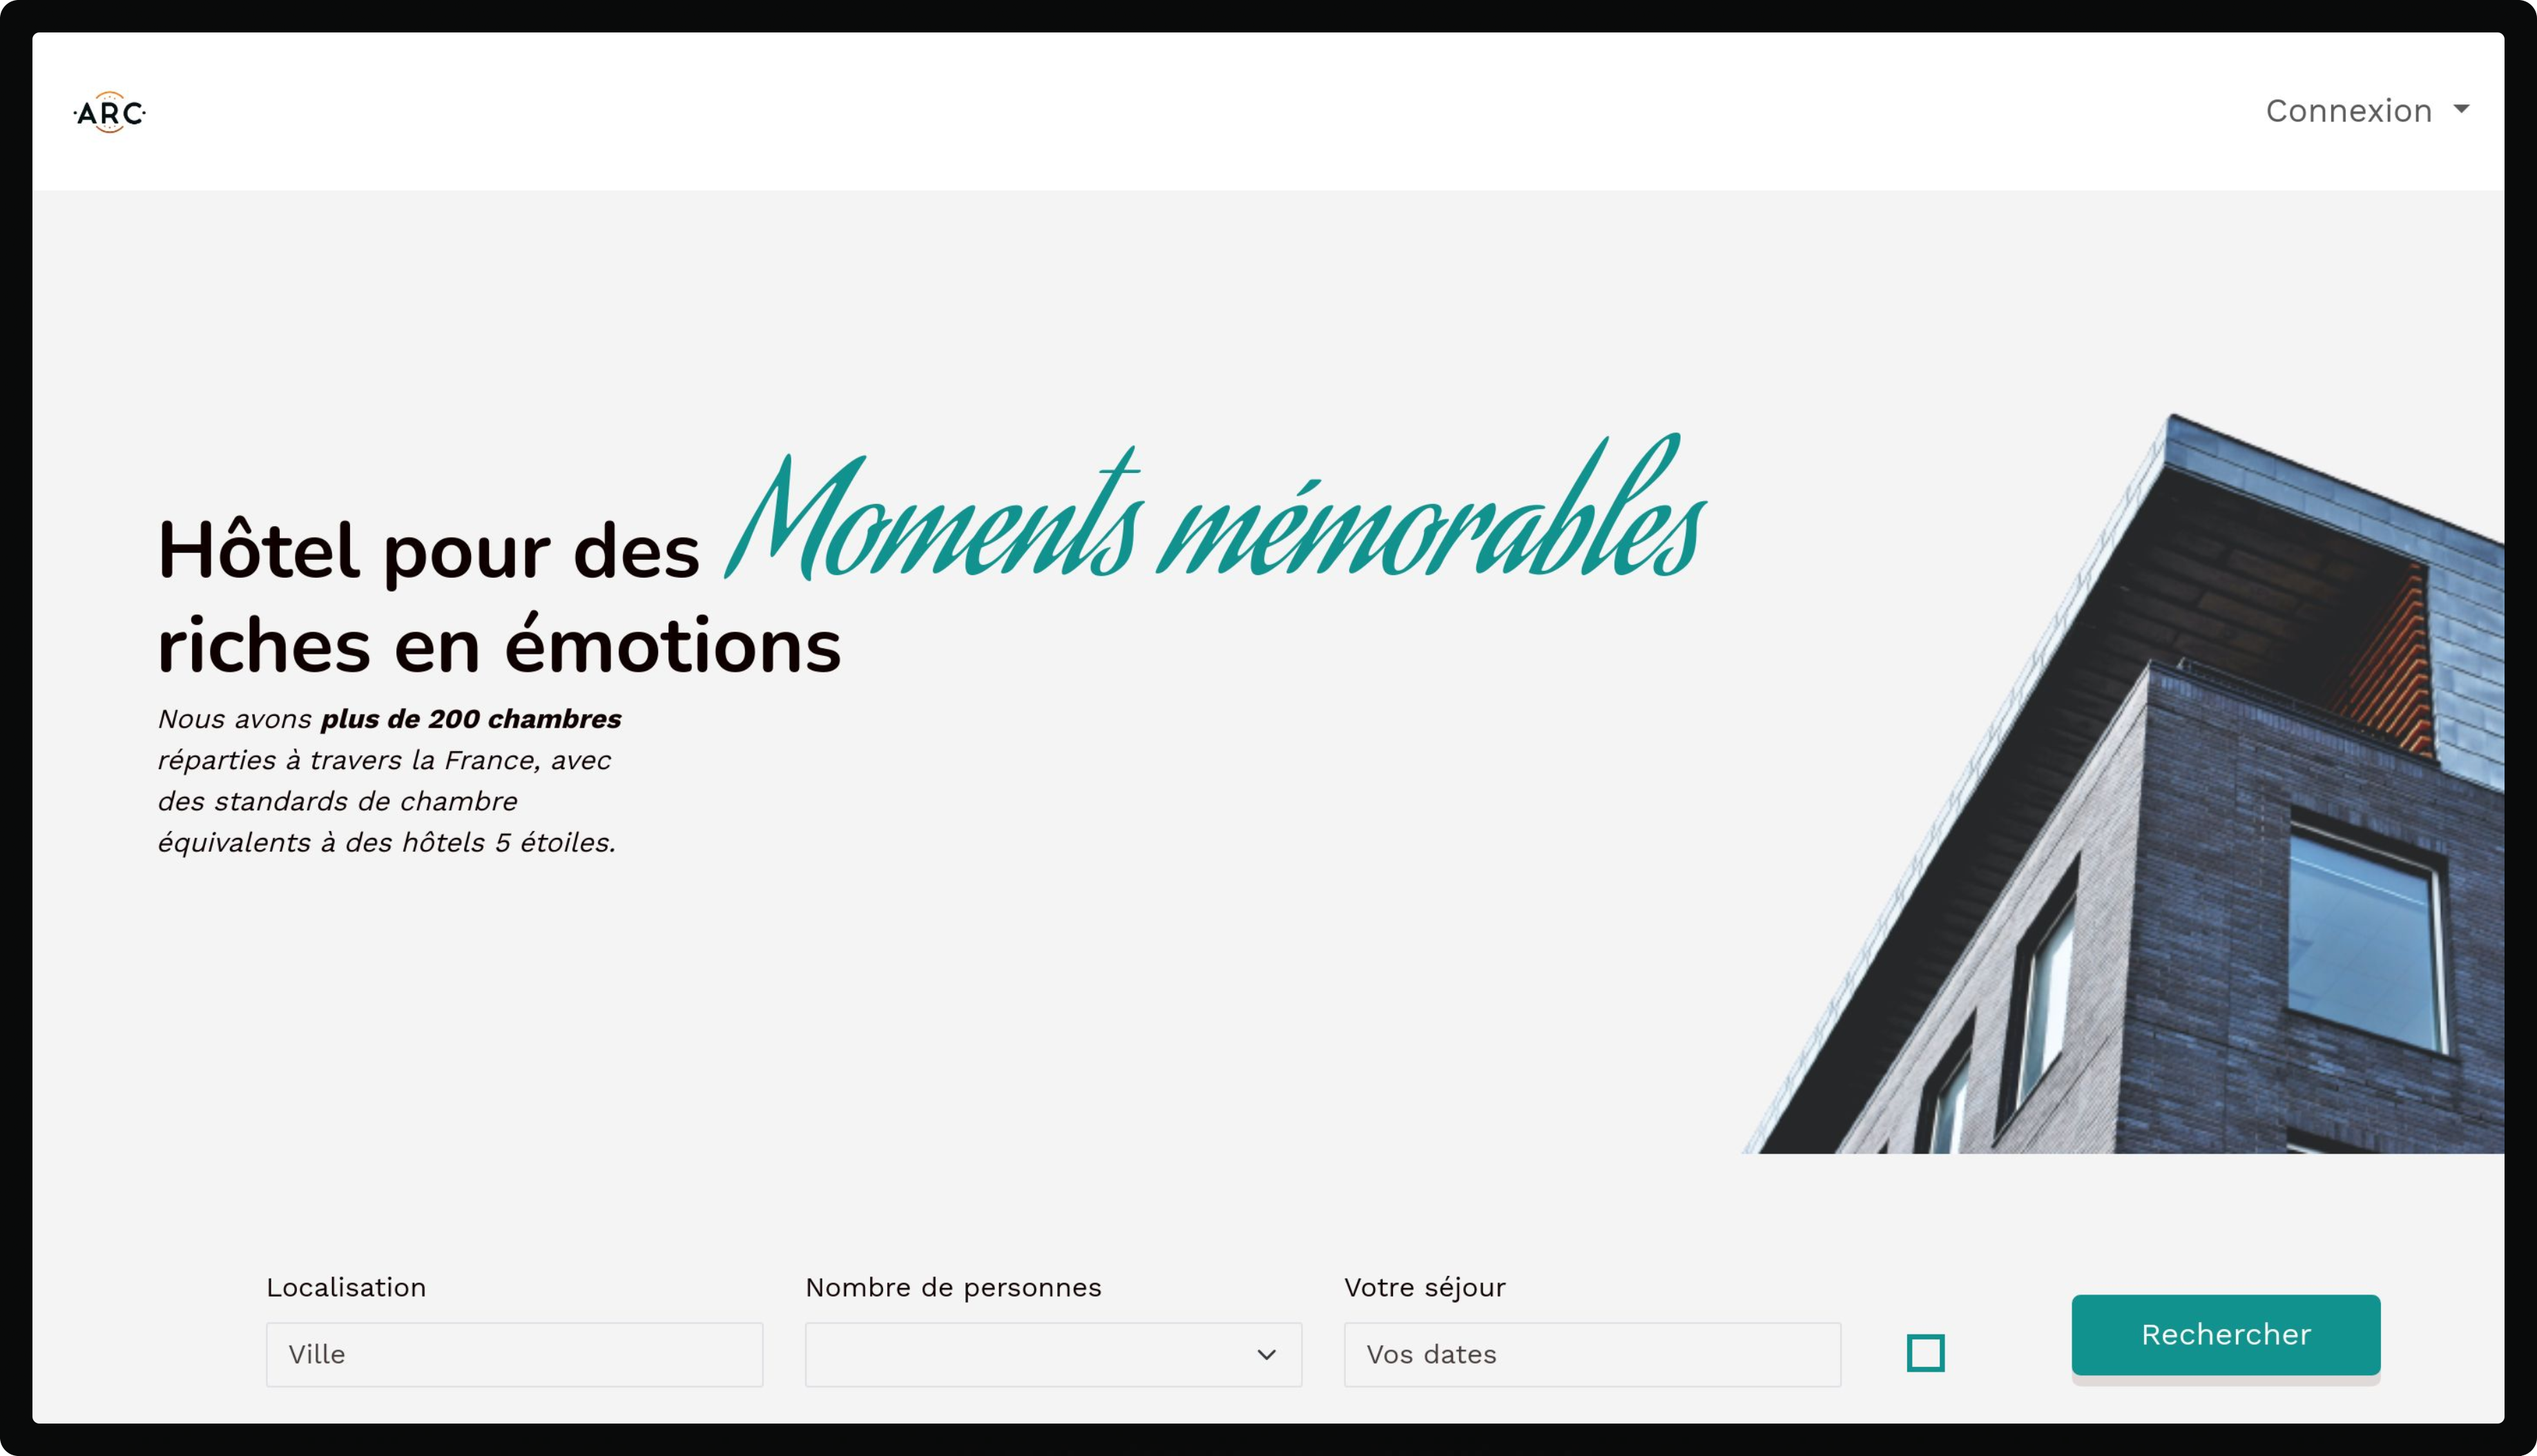 ARC
Connexion
Hôtel pour des Moments mémorables
riches en émotions
Nous avons plus de 200 chambres
réparties à travers la France, avec
des standards de chambre
équivalents à des hôtels 5 étoiles.
Localisation
Nombre de personnes
Votre séjour
Ville
Vos dates
Rechercher